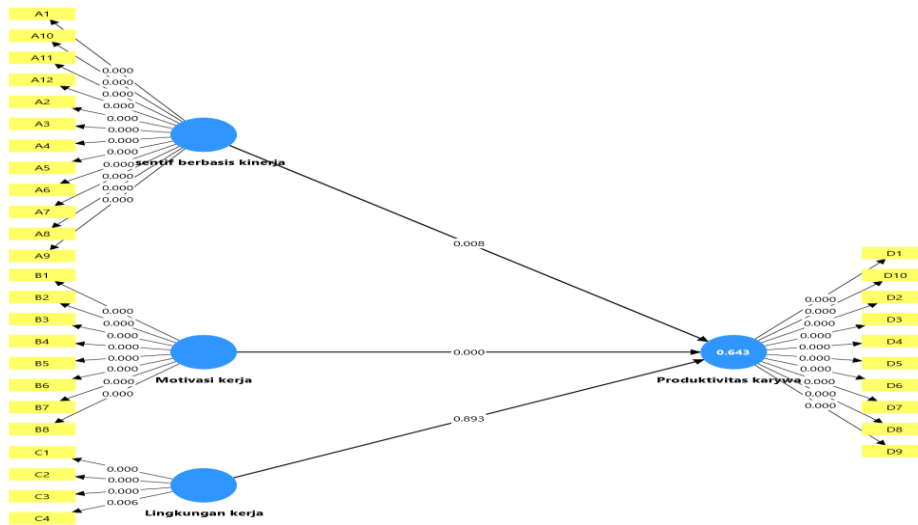 A1
A10
A11
A12
A2
A3
A4
A5
A6
A7
A8
A9
0.000
0.000
0.000
0.000
0.000
0.000
0.000
0.000
0.000
0.000
0.000
0.000
sentif berbasis kinerja
0.008
B1
B2
B3
B4
B5
B6
B7
B8
0.000
0.000
0.000
0.000
0.000
0.000
0.000
0.000
Motivasi kerja
0.000
C1
C2
C3
C4
0.000
0.000
0.000
0.006
Lingkungan kerja
0.893
0.643
Produktivitas karywa
0.000
0.000
0.000
0.000
0.000
0.000
0.000
0.000
0.000
0.000
D1
D10
D2
D3
D4
D5
D6
D7
D8
D9